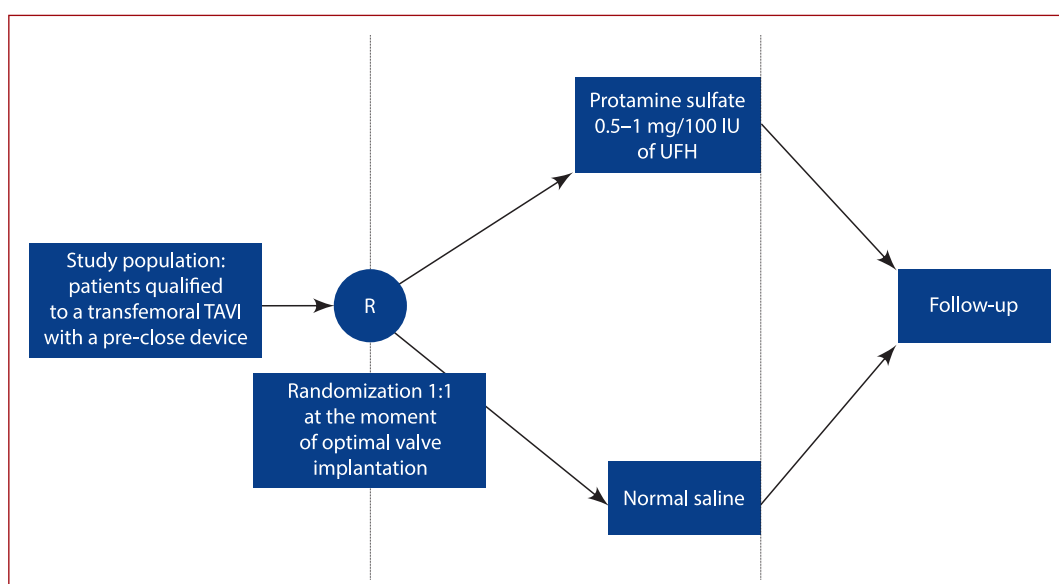 Study population:
patients qualified
to a transfemoral TAVI
with a pre-close device
R
Randomization 1:1
at the moment
of optimal valve
implantation
Protamine sulfate
0.5–1 mg/100 IU
of UFH
Normal saline
Follow-up